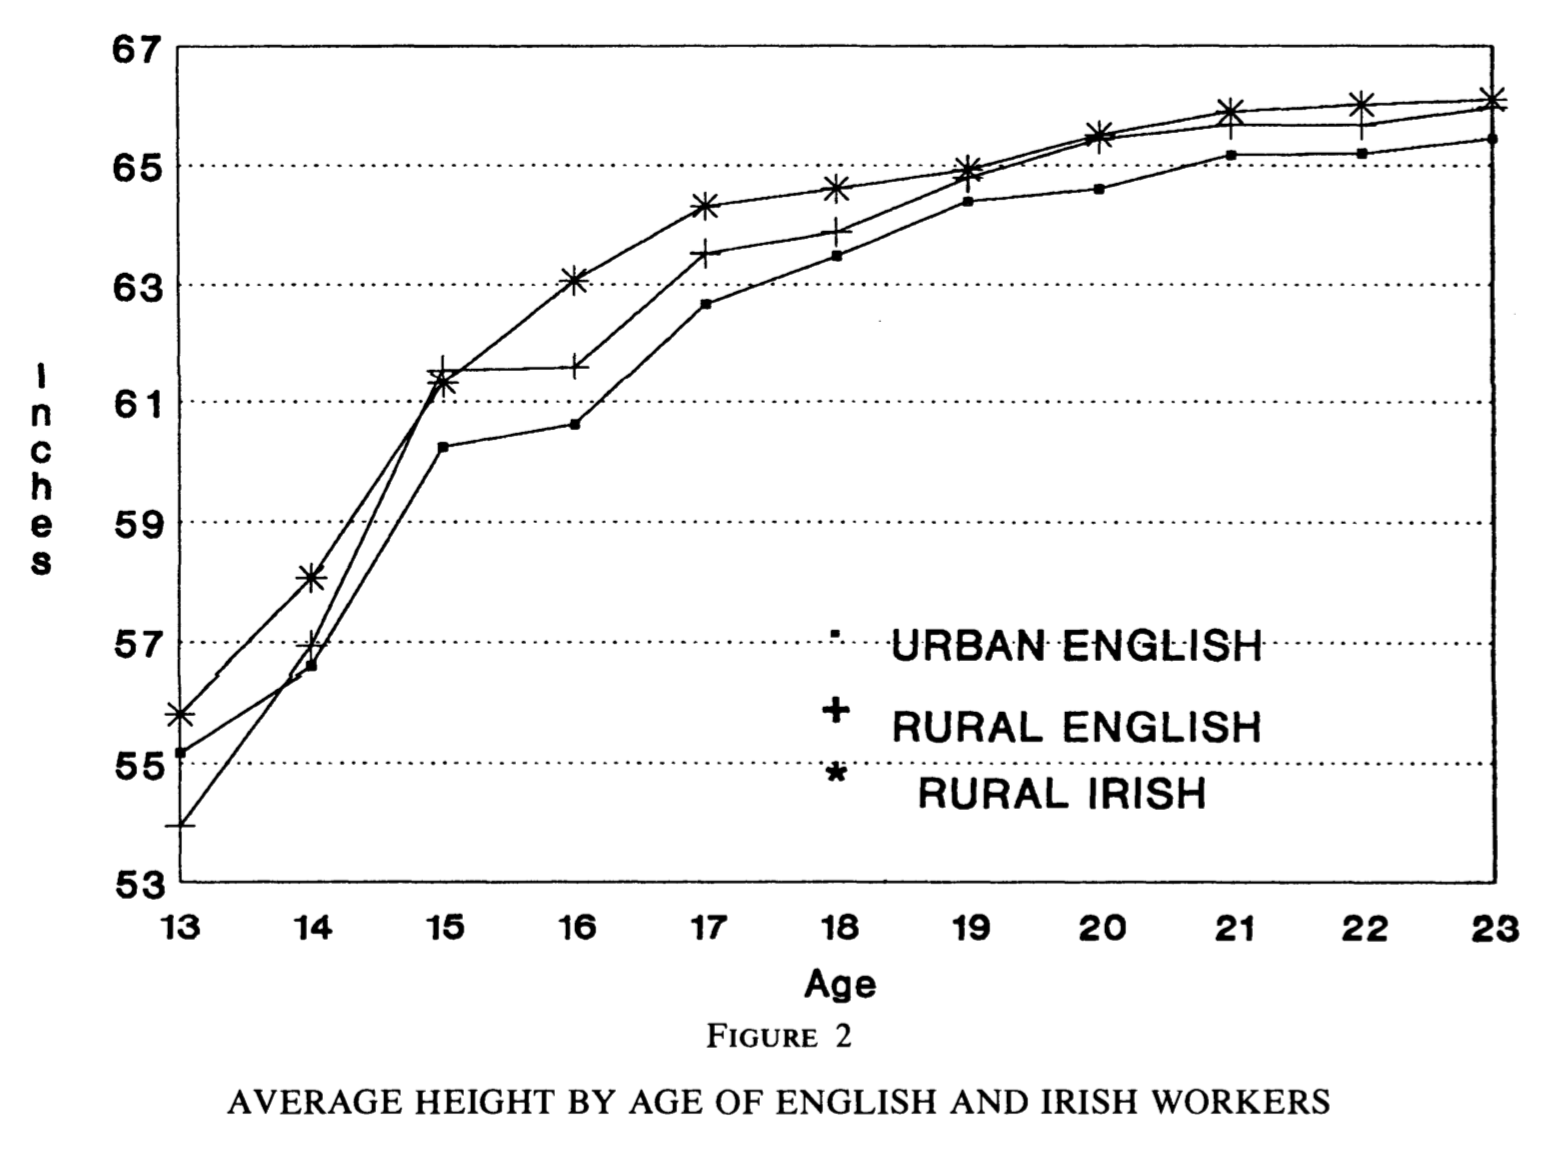 67
65
63
61
59
57
55
53
Inches
URBAN ENGLISH
RURAL ENGLISH
RURAL IRISH
13 14 15 16 17 18 19 20 21 22 23
Age
FIGURE 2
AVERAGE HEIGHT BY AGE OF ENGLISH AND IRISH WORKERS